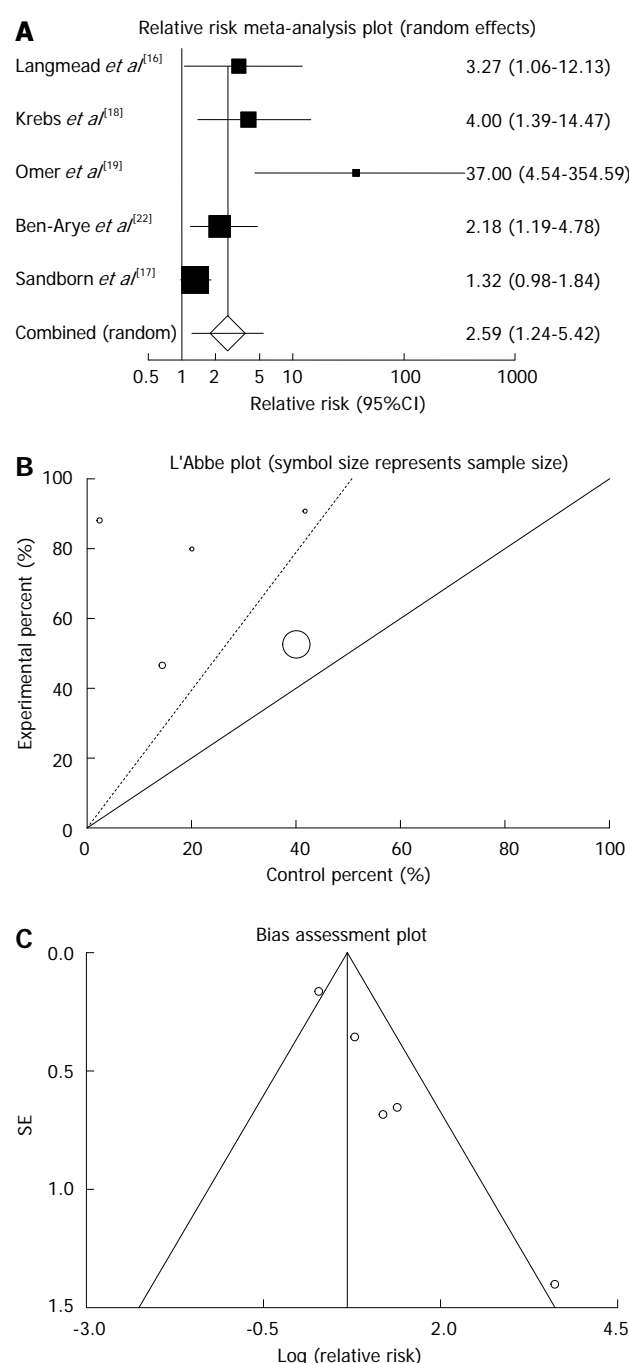 A
Relative risk meta-analysis plot (random effects)
Langmead et al[16] 3.27 (1.06-12.13)
Krebs et al[18] 4.00 (1.39-14.47)
Omer et al[19] 37.00 (4.54-354.59)
Ben-Arye et al[22] 2.18 (1.19-4.78)
Sandborn et al[17] 1.32 (0.98-1.84)
Combined (random) 2.59 (1.24-5.42)
0.5 1 2 5 10 100 1000
Relative risk (95%CI)
B
L'Abbe plot (symbol size represents sample size)
Experimental percent (%)
100
80
60
40
20
0
0 20 40 60 80 100
Control percent (%)
C
Bias assessment plot
SE
0.0
0.5
1.0
1.5
-3.0 -0.5 2.0 4.5
Log (relative risk)